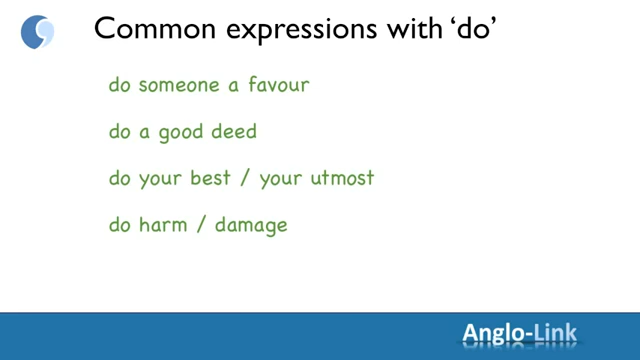 Common expressions with ‘do’
do someone a favour
do a good deed
do your best / your utmost
do harm / damage
Anglo-Link